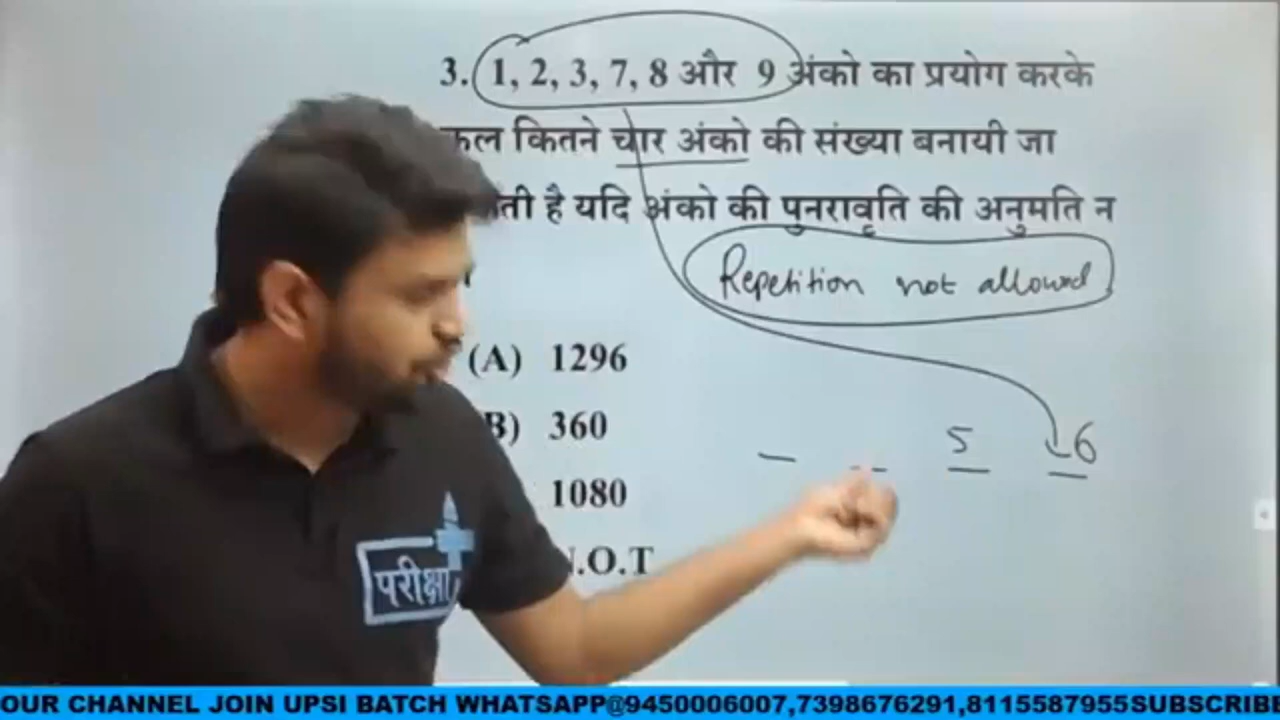 3. 1, 2, 3, 7, 8 और 9 अंको का प्रयोग करके
कितने चार अंको की संख्या बनायी जा
है यदि अंको की पुनरावृति की अनुमति न
Repetition not allowed
(A) 1296
B) 360
1080
N.O.T
5 6
परीक्षा
OUR CHANNEL JOIN UPSI BATCH WHATSAPP@9450006007,7398676291,8115587955SUBSCRIBE